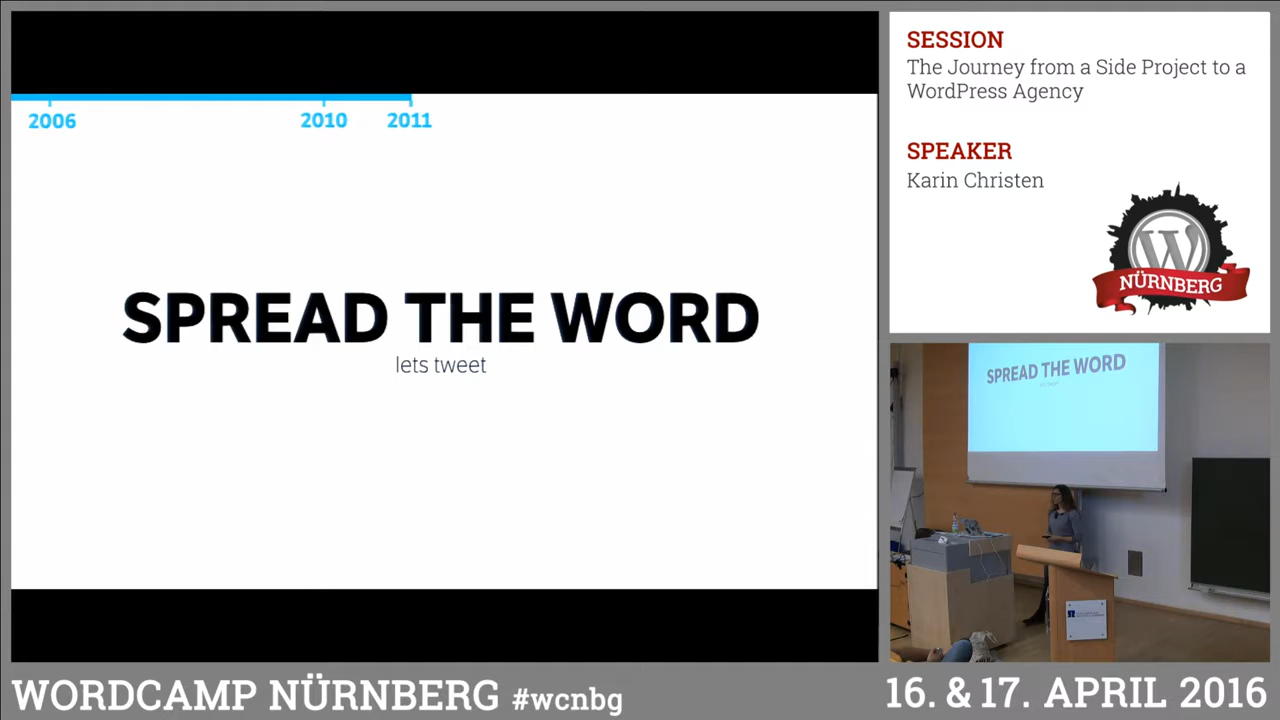 2006
2010
2011
SPREAD THE WORD
lets tweet
SESSION
The Journey from a Side Project to a
WordPress Agency
SPEAKER
Karin Christen
W
NÜRNBERG
SPREAD THE WORD
WORDCAMP NÜRNBERG #wcnbg
16. & 17. APRIL 2016